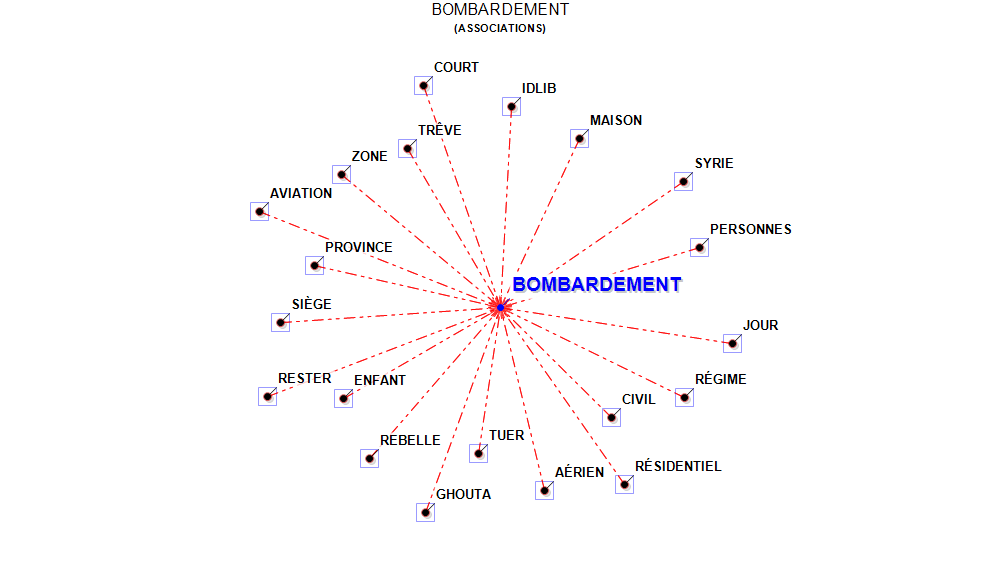 BOMBARDEMENT
(ASSOCIATIONS)
COURT
IDLIB
MAISON
TRÊVE
ZONE
SYRIE
AVIATION
PERSONNES
PROVINCE
BOMBARDEMENT
SIÈGE
JOUR
RESTER
ENFANT
RÉGIME
CIVIL
REBELLE
TUER
RÉSIDENTIEL
AÉRIEN
GHOUTA